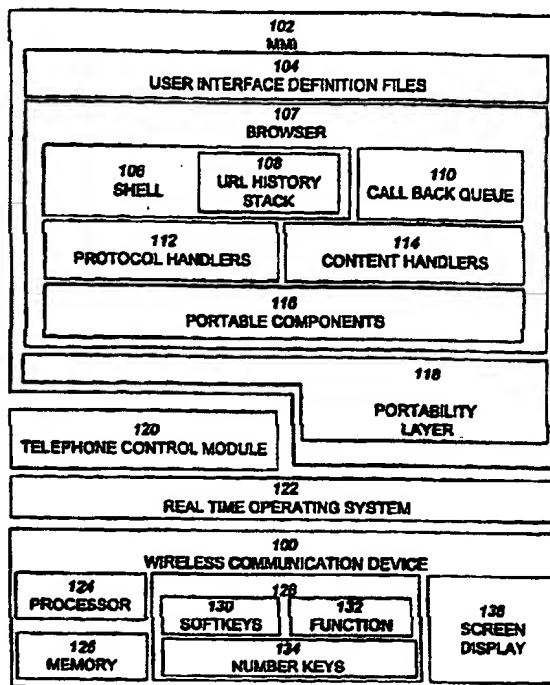 102
MMI
104
USER INTERFACE DEFINITION FILES
107
BROWSER
106
SHELL
108
URL HISTORY
STACK
110
CALL BACK QUEUE
112
PROTOCOL HANDLERS
114
CONTENT HANDLERS
116
PORTABLE COMPONENTS
118
PORTABILITY
LAYER
120
TELEPHONE CONTROL MODULE
122
REAL TIME OPERATING SYSTEM
100
WIRELESS COMMUNICATION DEVICE
124
PROCESSOR
126
MEMORY
128
130
SOFTKEYS
132
FUNCTION
134
NUMBER KEYS
138
SCREEN
DISPLAY